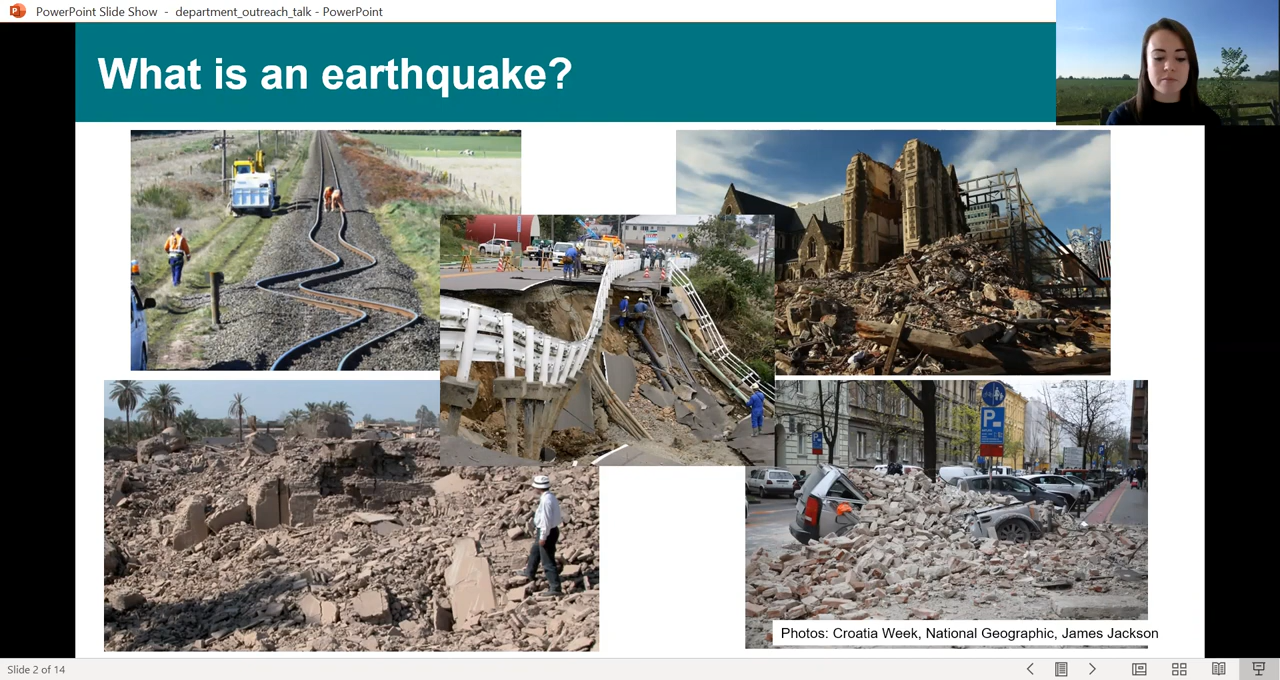 PowerPoint Slide Show - department_outreach_talk - PowerPoint
What is an earthquake?
P
Photos: Croatia Week, National Geographic, James Jackson
Slide 2 of 14